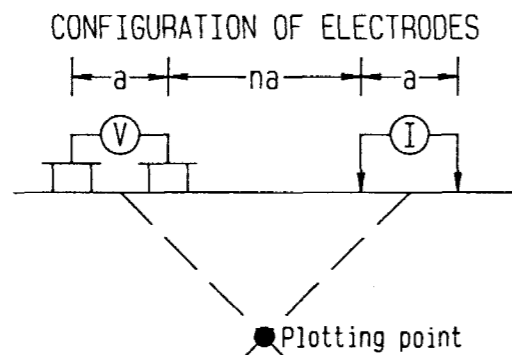 CONFIGURATION OF ELECTRODES
a na a
V I
Plotting point